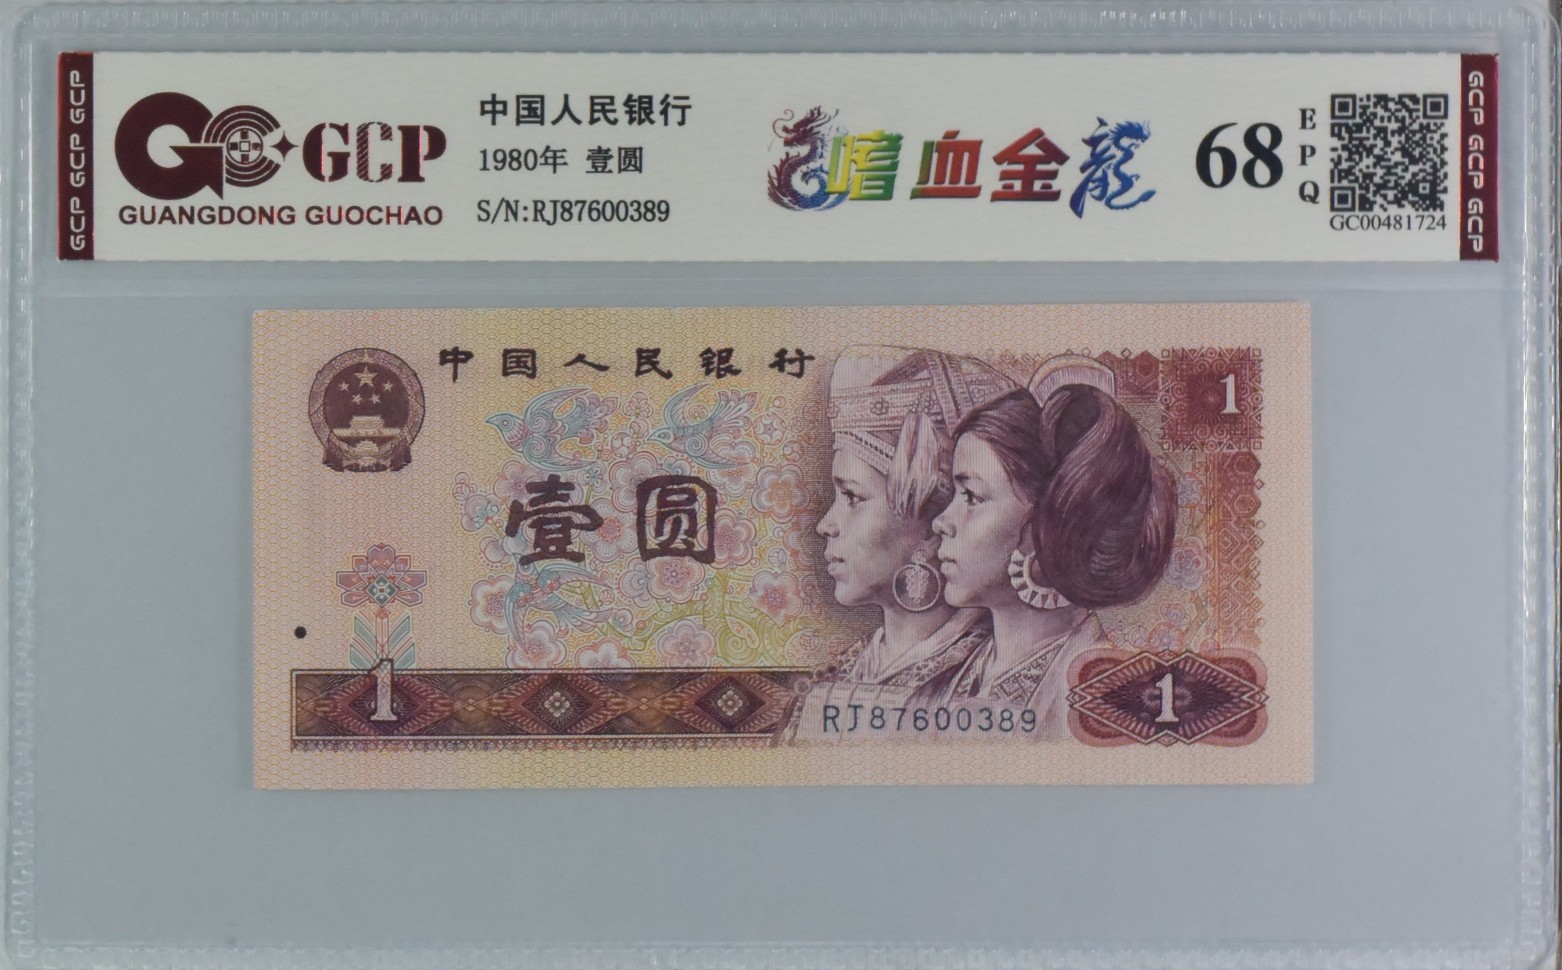 GCP GCP GCP
GCP
GUANGDONG GUOCHAO
中国人民银行
1980年 壹圆
S/N:RJ87600389
嗜血金龍
68
EPQ
GC00481724
GCP GCP GCP
中国人民银行
1
壹圆
1
RJ87600389
1